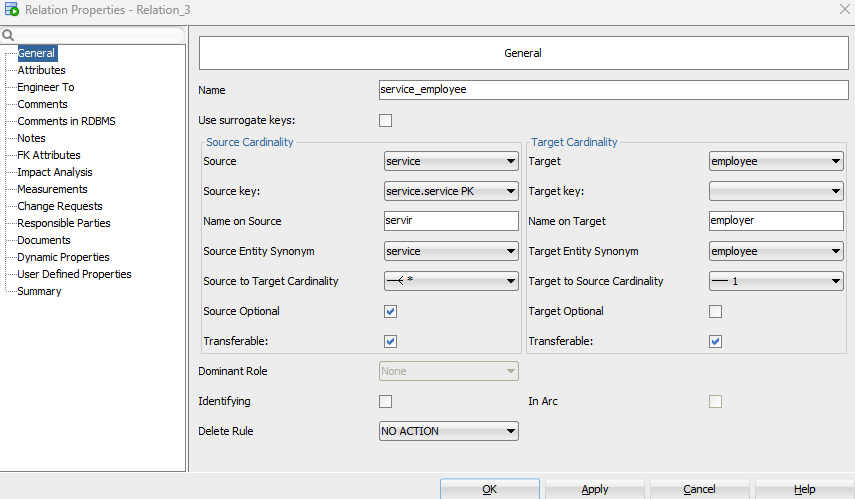 Relation Properties - Relation_3
General
Attributes
Engineer To
Comments
Comments in RDBMS
Notes
FK Attributes
Impact Analysis
Measurements
Change Requests
Responsible Parties
Documents
Dynamic Properties
User Defined Properties
Summary
General
Name service_employee
Use surrogate keys:
Source Cardinality
Source service
Source key: service.service PK
Name on Source servir
Source Entity Synonym service
Source to Target Cardinality *
Source Optional
Transferable:
Target Cardinality
Target employee
Target key:
Name on Target employer
Target Entity Synonym employee
Target to Source Cardinality 1
Target Optional
Transferable:
Dominant Role None
Identifying In Arc
Delete Rule NO ACTION
OK Apply Cancel Help